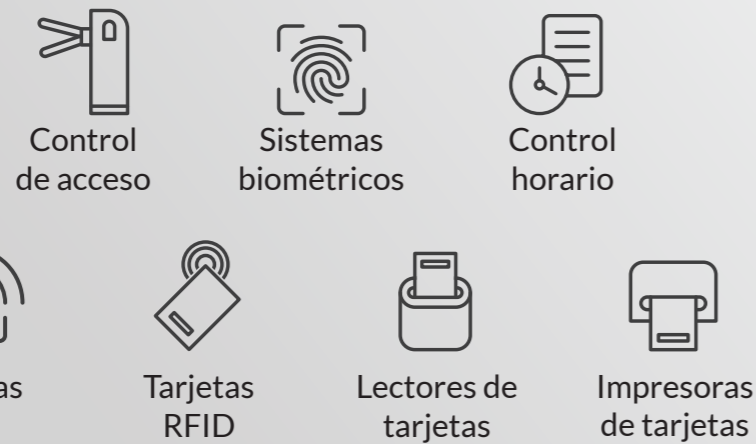 Control
de acceso
Sistemas
biométricos
Control
horario
as
Tarjetas
RFID
Lectores de
tarjetas
Impresoras
de tarjetas